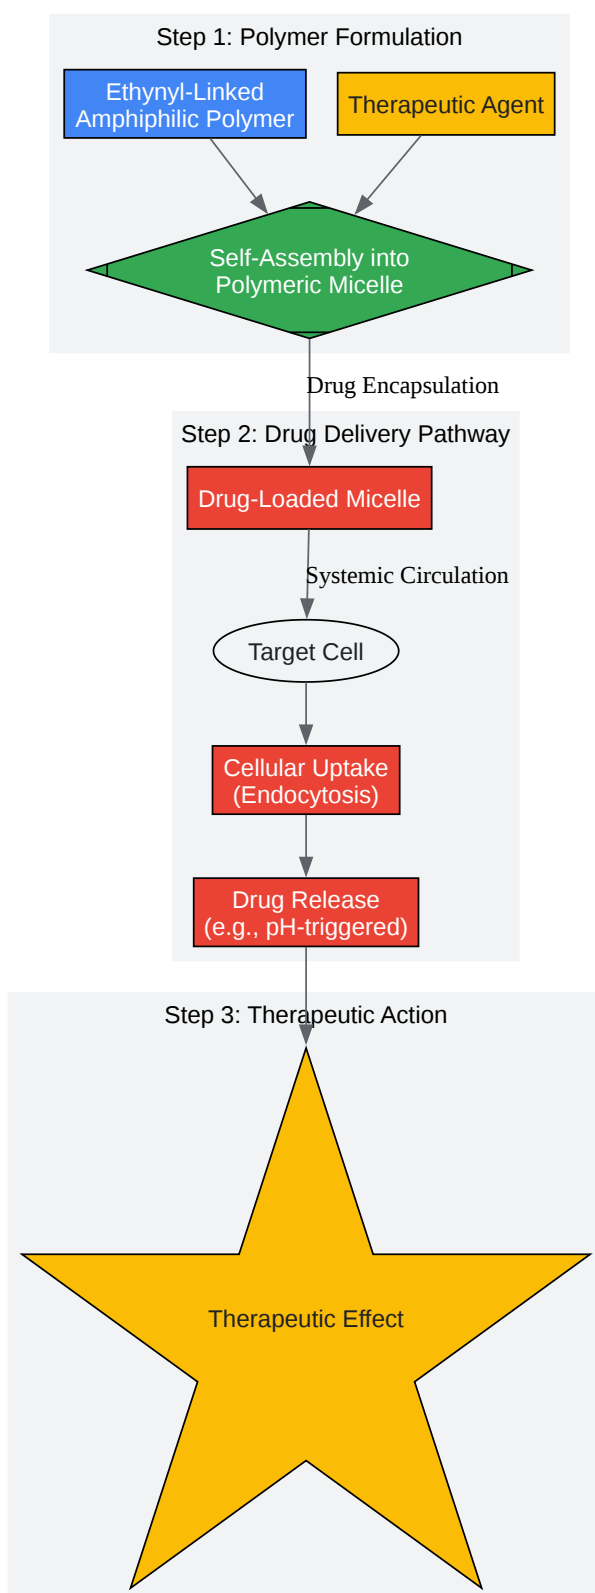 Step 1: Polymer Formulation
Ethynyl-Linked
Amphiphilic Polymer
Therapeutic Agent
Self-Assembly into
Polymeric Micelle
Drug Encapsulation
Step 2: Drug Delivery Pathway
Drug-Loaded Micelle
Systemic Circulation
Target Cell
Cellular Uptake
(Endocytosis)
Drug Release
(e.g., pH-triggered)
Step 3: Therapeutic Action
Therapeutic Effect